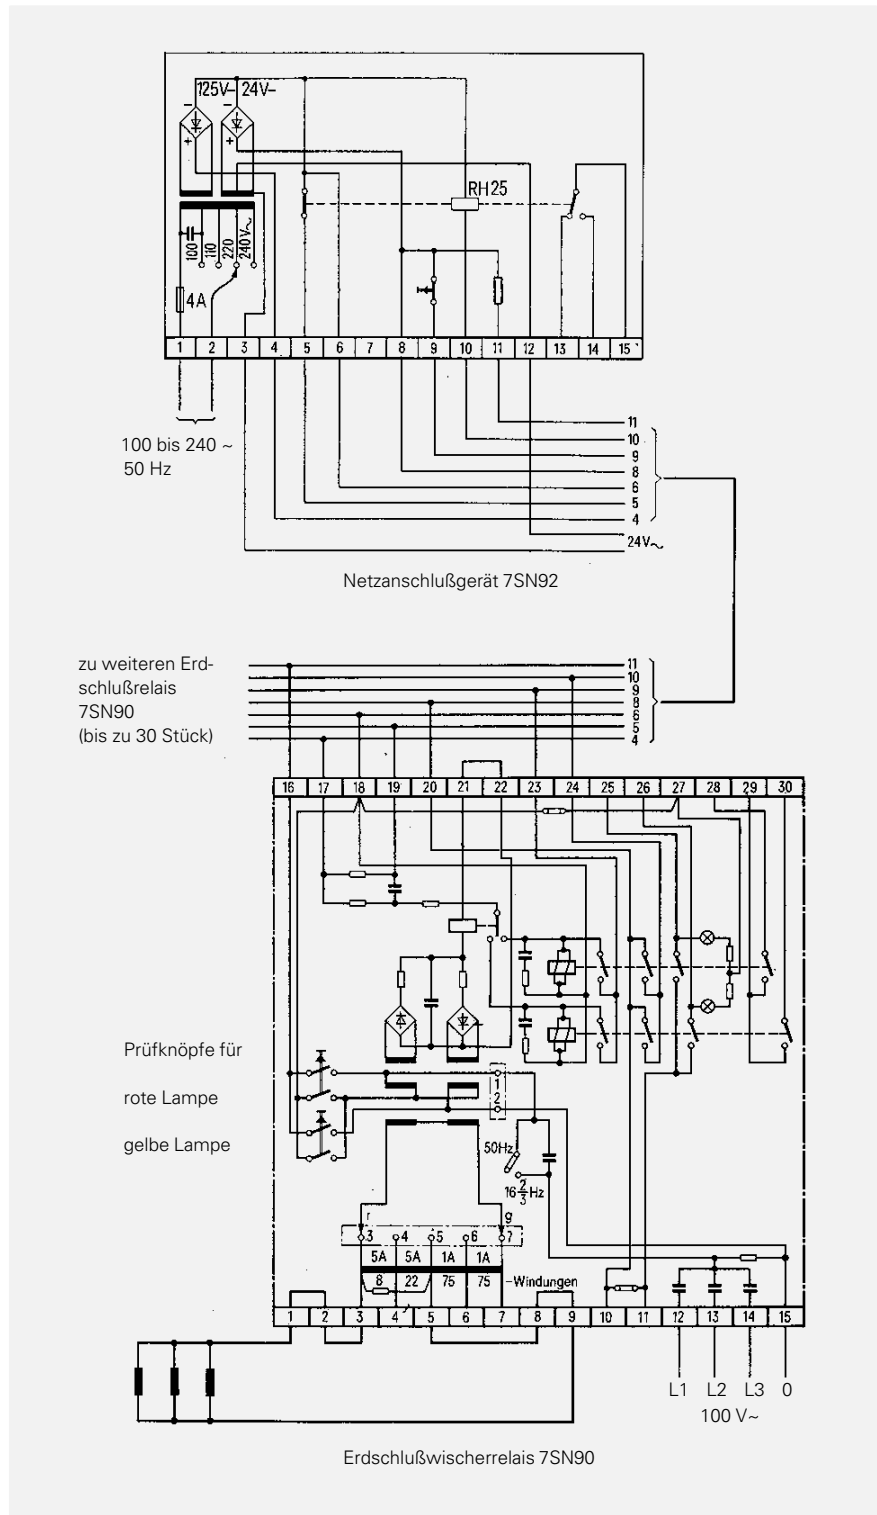 125V– 24V–
– –
+ +
RH25
100
110
220
240V~
4A
1 2 3 4 5 6 7 8 9 10 11 12 13 14 15
11
10
9
8
6
5
4
24V~
100 bis 240 ~
50 Hz
Netzanschlußgerät 7SN92
zu weiteren Erd-
schlußrelais
7SN90
(bis zu 30 Stück)
11
10
9
8
6
5
4
16 17 18 19 20 21 22 23 24 25 26 27 28 29 30
Prüfknöpfe für
rote Lampe
gelbe Lampe
1
2
50Hz
16 2/3 Hz
r g
3 4 5 6 7
5A 5A 1A 1A
8 22 75 75 –Windungen
1 2 3 4 5 6 7 8 9 10 11 12 13 14 15
L1 L2 L3 0
100 V~
Erdschlußwischerrelais 7SN90